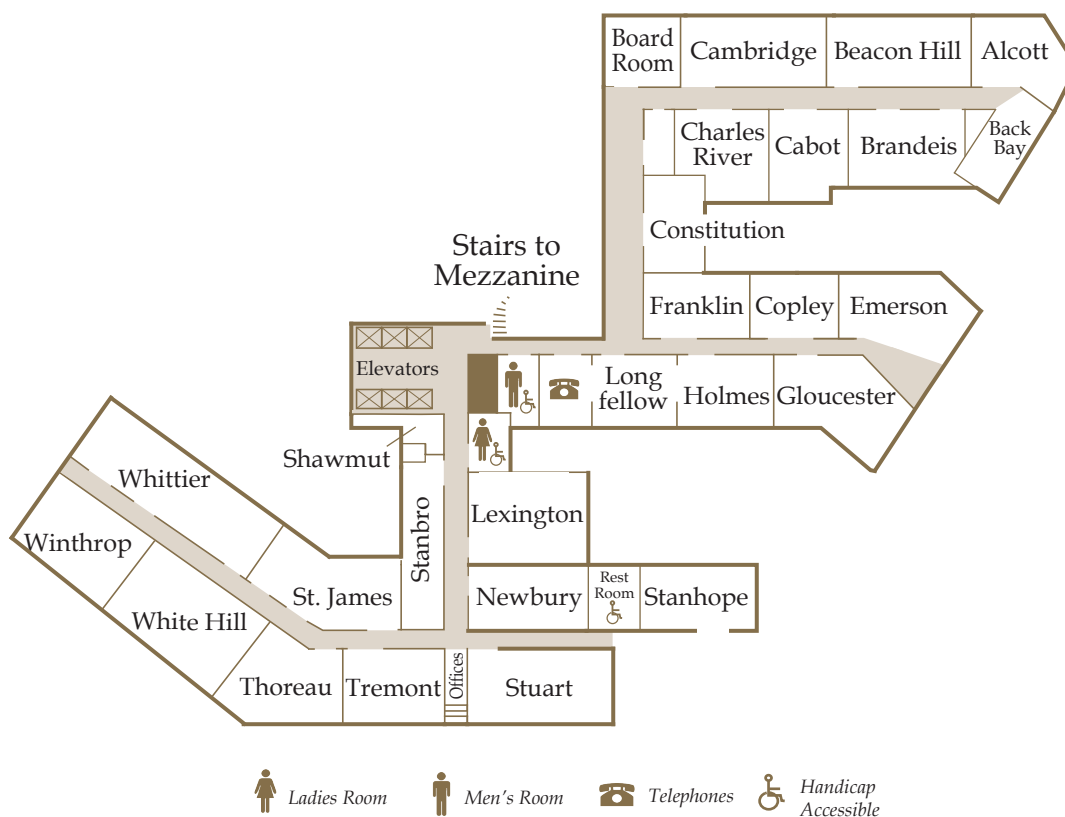 Board
Room
Cambridge
Beacon Hill
Alcott
Charles
River
Cabot
Brandeis
Back
Bay
Constitution
Stairs to
Mezzanine
Franklin
Copley
Emerson
Elevators
Long
fellow
Holmes
Gloucester
Shawmut
Whittier
Stanbro
Lexington
Winthrop
St. James
Newbury
Rest
Room
Stanhope
White Hill
Thoreau
Tremont
Offices
Stuart
Ladies Room
Men's Room
Telephones
Handicap
Accessible